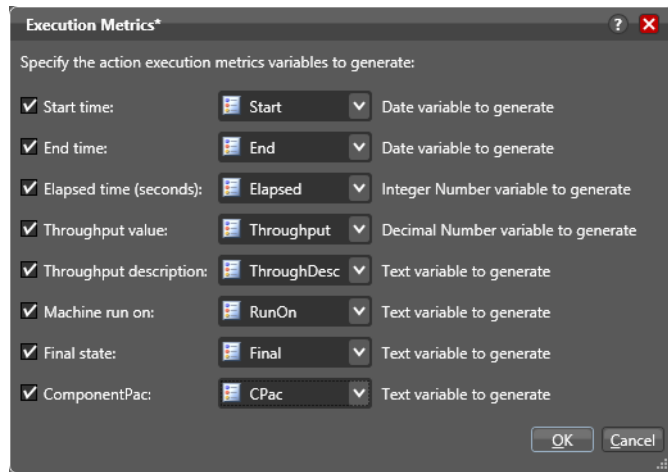 Execution Metrics*
?
Specify the action execution metrics variables to generate:
Start time: Start Date variable to generate
End time: End Date variable to generate
Elapsed time (seconds): Elapsed Integer Number variable to generate
Throughput value: Throughput Decimal Number variable to generate
Throughput description: ThroughDesc Text variable to generate
Machine run on: RunOn Text variable to generate
Final state: Final Text variable to generate
ComponentPac: CPac Text variable to generate
OK Cancel